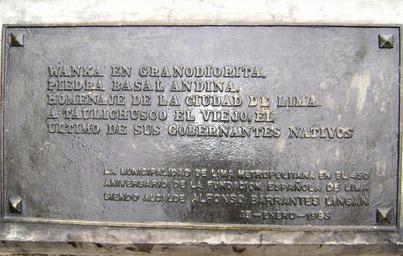 WANKA EN GRANODIORITA.
PIEDRA BASAL ANDINA.
HOMENAJE DE LA CIUDAD DE LIMA.
A TAULICHUSCO EL VIEJO, EL
ULTIMO DE SUS GOBERNANTES NATIVOS
LA MUNICIPALIDAD DE LIMA METROPOLITANA EN EL 450
ANIVERSARIO DE LA FUNDACION ESPAÑOLA DE LIMA
SIENDO ALCALDE ALFONSO BARRANTES LINGAN
18-ENERO-1985